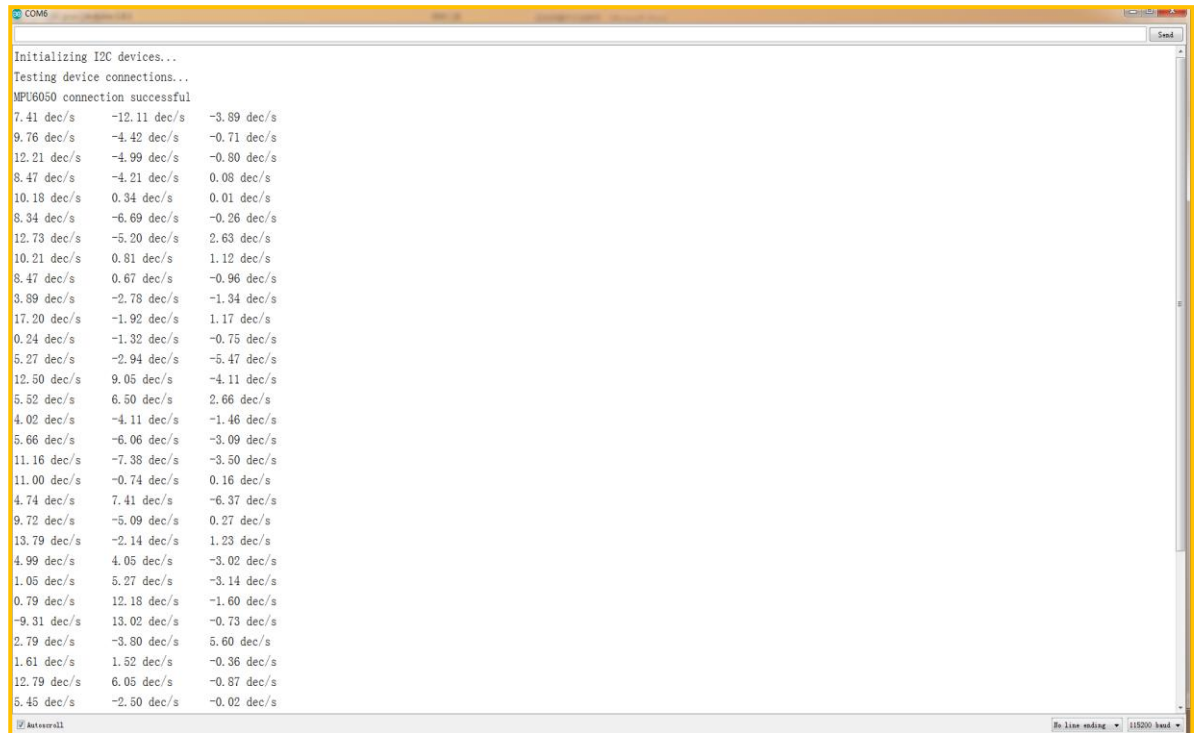 COM6
Send
Initializing I2C devices...
Testing device connections...
MPU6050 connection successful
7.41 dec/s -12.11 dec/s -3.89 dec/s
9.76 dec/s -4.42 dec/s -0.71 dec/s
12.21 dec/s -4.99 dec/s -0.80 dec/s
8.47 dec/s -4.21 dec/s 0.08 dec/s
10.18 dec/s 0.34 dec/s 0.01 dec/s
8.34 dec/s -6.69 dec/s -0.26 dec/s
12.73 dec/s -5.20 dec/s 2.63 dec/s
10.21 dec/s 0.81 dec/s 1.12 dec/s
8.47 dec/s 0.67 dec/s -0.96 dec/s
3.89 dec/s -2.78 dec/s -1.34 dec/s
17.20 dec/s -1.92 dec/s 1.17 dec/s
0.24 dec/s -1.32 dec/s -0.75 dec/s
5.27 dec/s -2.94 dec/s -5.47 dec/s
12.50 dec/s 9.05 dec/s -4.11 dec/s
5.52 dec/s 6.50 dec/s 2.66 dec/s
4.02 dec/s -4.11 dec/s -1.46 dec/s
5.66 dec/s -6.06 dec/s -3.09 dec/s
11.16 dec/s -7.38 dec/s -3.50 dec/s
11.00 dec/s -0.74 dec/s 0.16 dec/s
4.74 dec/s 7.41 dec/s -6.37 dec/s
9.72 dec/s -5.09 dec/s 0.27 dec/s
13.79 dec/s -2.14 dec/s 1.23 dec/s
4.99 dec/s 4.05 dec/s -3.02 dec/s
1.05 dec/s 5.27 dec/s -3.14 dec/s
0.79 dec/s 12.18 dec/s -1.60 dec/s
-9.31 dec/s 13.02 dec/s -0.73 dec/s
2.79 dec/s -3.80 dec/s 5.60 dec/s
1.61 dec/s 1.52 dec/s -0.36 dec/s
12.79 dec/s 6.05 dec/s -0.87 dec/s
5.45 dec/s -2.50 dec/s -0.02 dec/s
Autoscroll No line ending 115200 baud